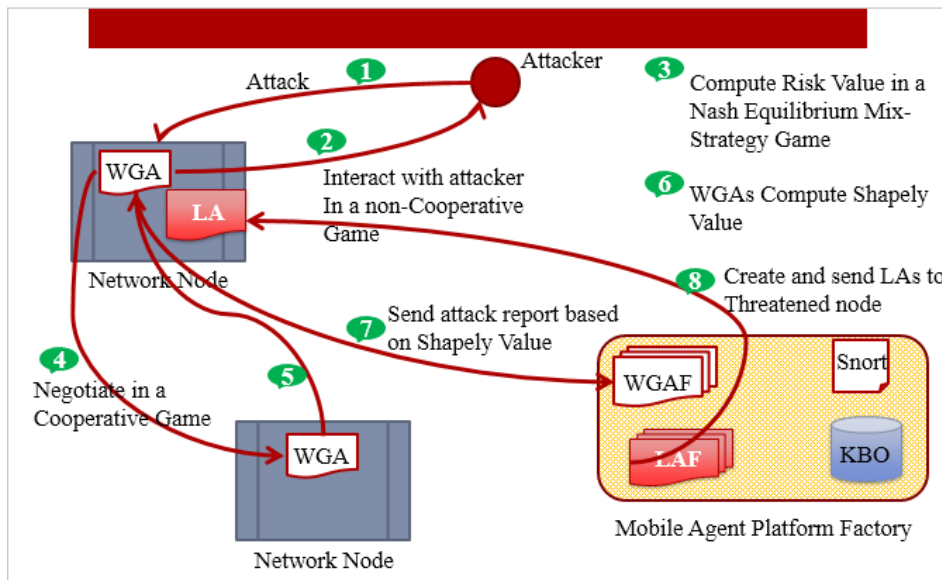 Attack
1
Attacker
2
Interact with attacker
In a non-Cooperative
Game
3
Compute Risk Value in a
Nash Equilibrium Mix-
Strategy Game
6
WGAs Compute Shapely
Value
WGA
LA
Network Node
8
Create and send LAs to
Threatened node
7
Send attack report based
on Shapely Value
4
Negotiate in a
Cooperative Game
5
WGA
Network Node
WGAF
Snort
LAF
KBO
Mobile Agent Platform Factory